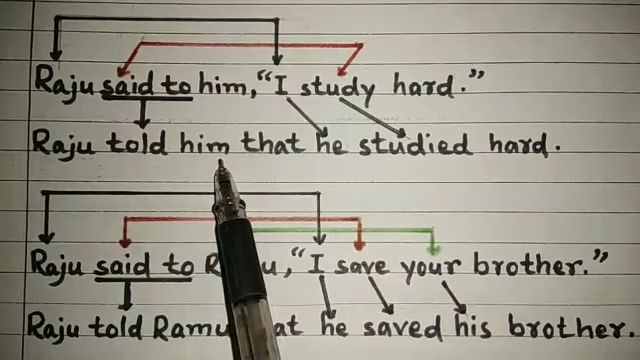 Raju said to him, "I study hard."
Raju told him that he studied hard.
Raju said to "I save your brother."
Raju told Ramu he saved his brother.